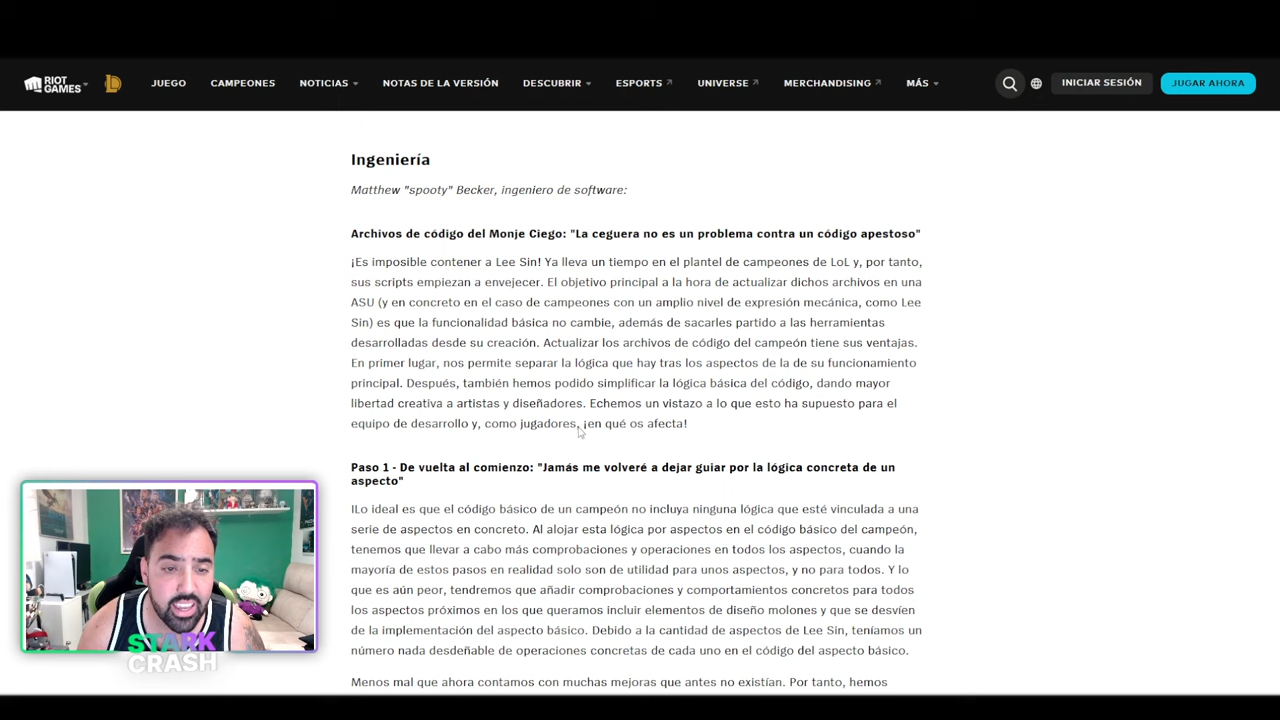 RIOT GAMES
JUEGO
CAMPEONES
NOTICIAS
NOTAS DE LA VERSIÓN
DESCUBRIR
ESPORTS
UNIVERSE
MERCHANDISING
MÁS
INICIAR SESIÓN
JUGAR AHORA
Ingeniería
Matthew "spooty" Becker, ingeniero de software:
Archivos de código del Monje Ciego: "La ceguera no es un problema contra un código apestoso"
¡Es imposible contener a Lee Sin! Ya lleva un tiempo en el plantel de campeones de LoL y, por tanto,
sus scripts empiezan a envejecer. El objetivo principal a la hora de actualizar dichos archivos en una
ASU (y en concreto en el caso de campeones con un amplio nivel de expresión mecánica, como Lee
Sin) es que la funcionalidad básica no cambie, además de sacarles partido a las herramientas
desarrolladas desde su creación. Actualizar los archivos de código del campeón tiene sus ventajas.
En primer lugar, nos permite separar la lógica que hay tras los aspectos de la de su funcionamiento
principal. Después, también hemos podido simplificar la lógica básica del código, dando mayor
libertad creativa a artistas y diseñadores. Echemos un vistazo a lo que esto ha supuesto para el
equipo de desarrollo y, como jugadores, ¡en qué os afecta!
Paso 1 - De vuelta al comienzo: "Jamás me volveré a dejar guiar por la lógica concreta de un
aspecto"
ILo ideal es que el código básico de un campeón no incluya ninguna lógica que esté vinculada a una
serie de aspectos en concreto. Al alojar esta lógica por aspectos en el código básico del campeón,
tenemos que llevar a cabo más comprobaciones y operaciones en todos los aspectos, cuando la
mayoría de estos pasos en realidad solo son de utilidad para unos aspectos, y no para todos. Y lo
que es aún peor, tendremos que añadir comprobaciones y comportamientos concretos para todos
los aspectos próximos en los que queramos incluir elementos de diseño molones y que se desvíen
de la implementación del aspecto básico. Debido a la cantidad de aspectos de Lee Sin, teníamos un
número nada desdeñable de operaciones concretas de cada uno en el código del aspecto básico.
Menos mal que ahora contamos con muchas mejoras que antes no existían. Por tanto, hemos
STARK
CRASH